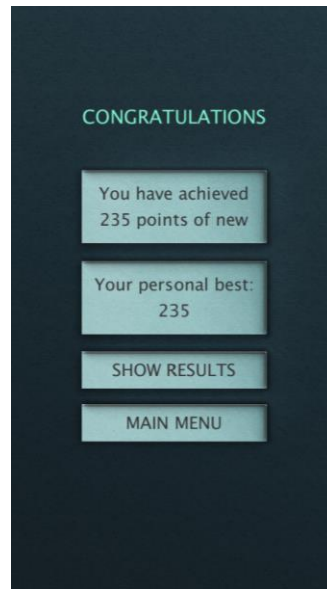 CONGRATULATIONS
You have achieved
235 points of new
Your personal best:
235
SHOW RESULTS
MAIN MENU